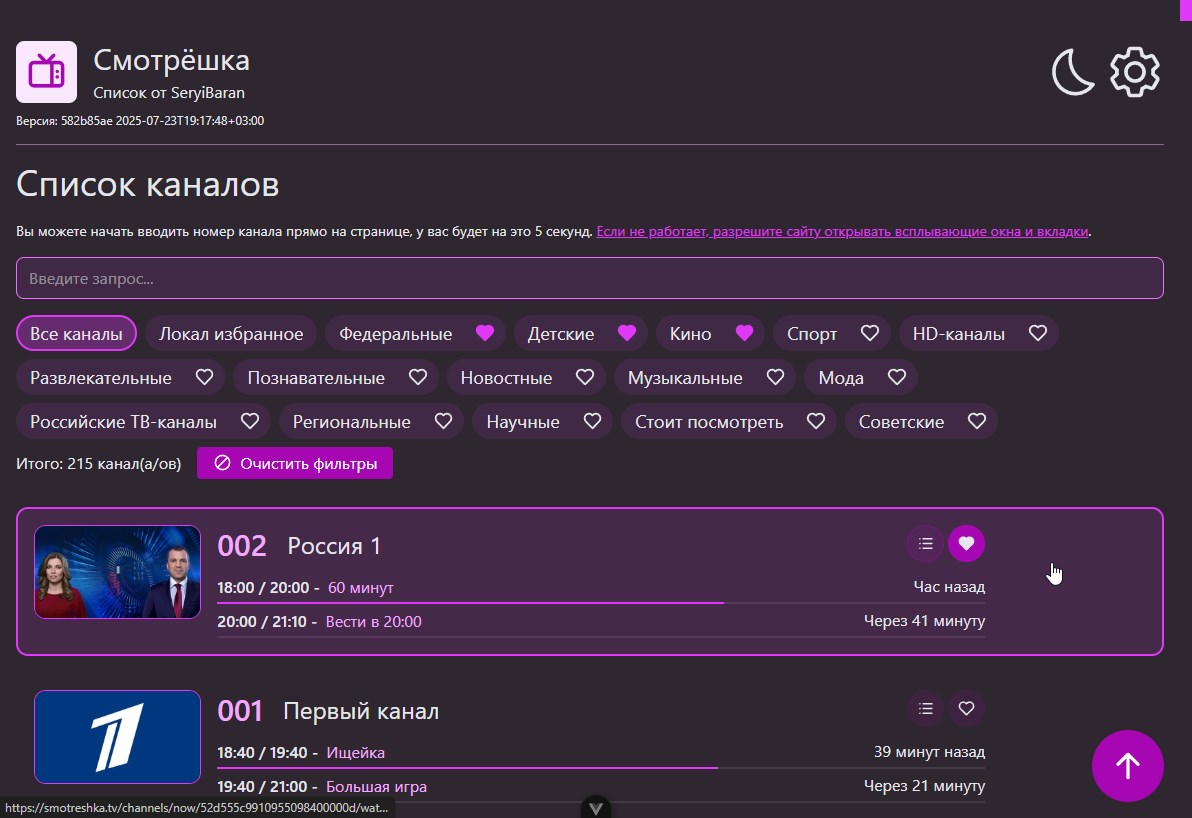 Смотрёшка
Список от SeryiBaran
Версия: 582b85ae 2025-07-23T19:17:48+03:00
Список каналов
Вы можете начать вводить номер канала прямо на странице, у вас будет на это 5 секунд. Если не работает, разрешите сайту открывать всплывающие окна и вкладки.
Введите запрос...
Все каналы Локал избранное Федеральные Детские Кино Спорт HD-каналы
Развлекательные Познавательные Новостные Музыкальные Мода
Российские ТВ-каналы Региональные Научные Стоит посмотреть Советские
Итого: 215 канал(а/ов) Очистить фильтры
002 Россия 1
18:00 / 20:00 - 60 минут Час назад
20:00 / 21:10 - Вести в 20:00 Через 41 минуту
001 Первый канал
18:40 / 19:40 - Ищейка 39 минут назад
19:40 / 21:00 - Большая игра Через 21 минуту
https://smotreshka.tv/channels/now/52d555c9910955098400000d/wat...